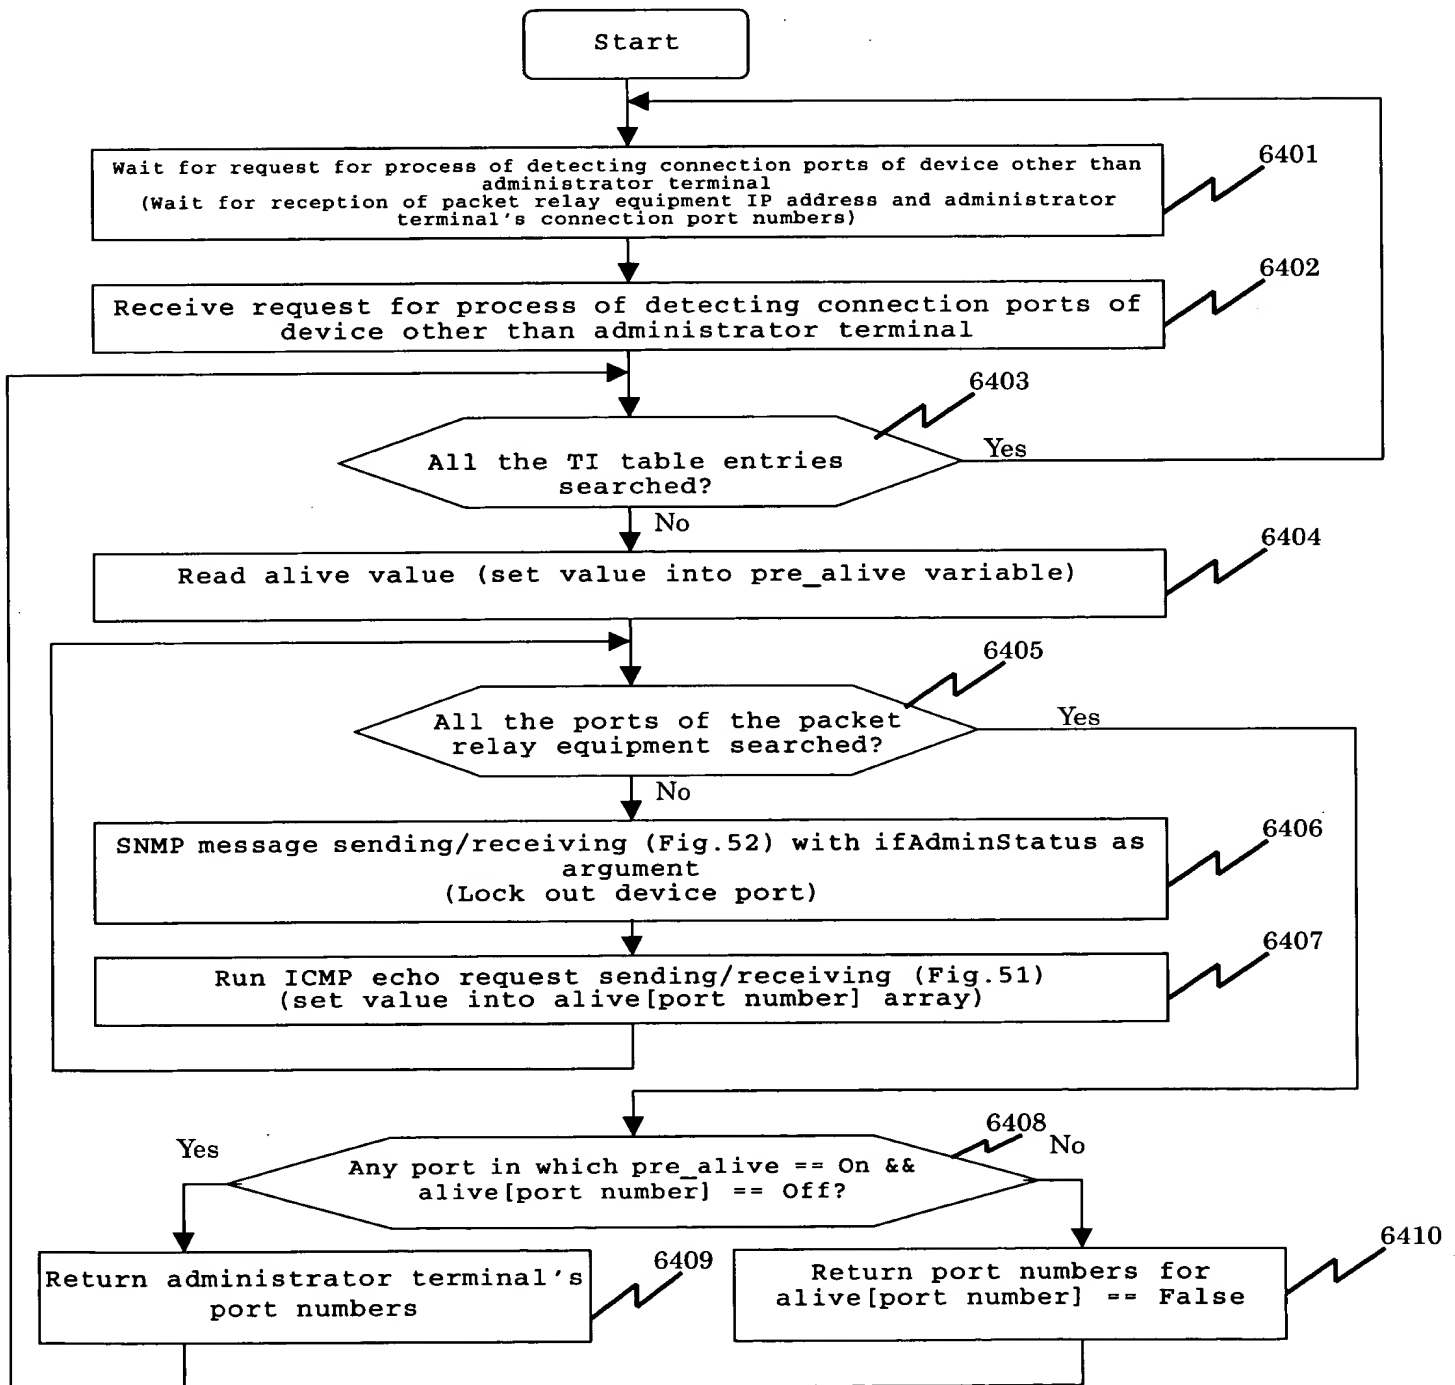 Start
Wait for request for process of detecting connection ports of device other than
administrator terminal
(Wait for reception of packet relay equipment IP address and administrator
terminal's connection port numbers)
6401
Receive request for process of detecting connection ports of
device other than administrator terminal
6402
6403
All the TI table entries
searched?
Yes
No
Read alive value (set value into pre_alive variable)
6404
6405
All the ports of the packet
relay equipment searched?
Yes
No
SNMP message sending/receiving (Fig.52) with ifAdminStatus as
argument
(Lock out device port)
6406
Run ICMP echo request sending/receiving (Fig.51)
(set value into alive[port number] array)
6407
6408
Yes
Any port in which pre_alive == On &&
alive[port number] == Off?
No
Return administrator terminal's
port numbers
6409
Return port numbers for
alive[port number] == False
6410